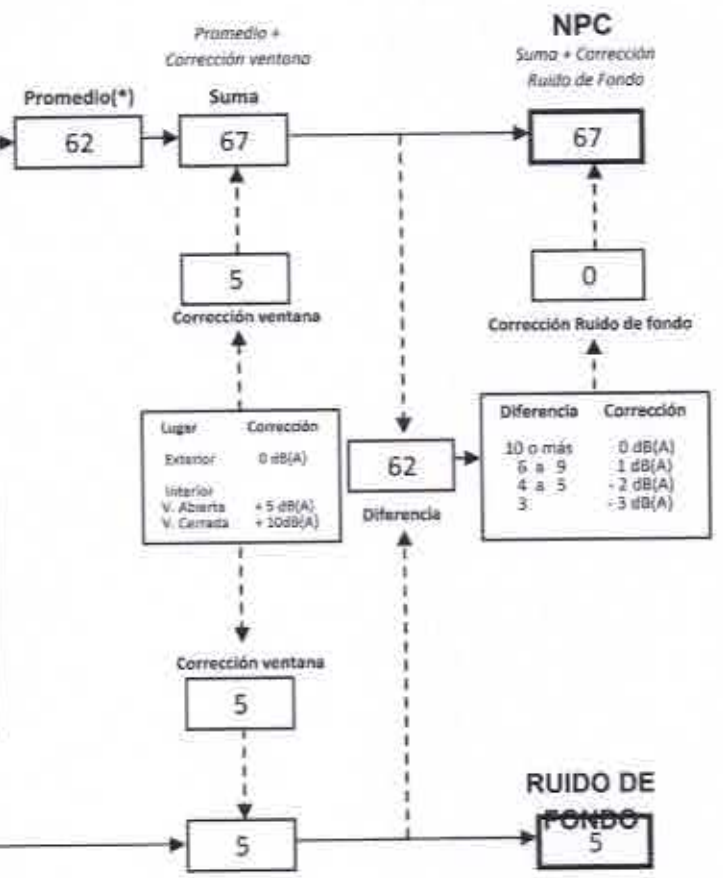 Promedio +
Corrección ventana
NPC
Suma + Corrección
Ruido de Fondo
Promedio(*)
Suma
62
67
67
5
0
Corrección ventana
Corrección Ruido de fondo
Lugar Corrección
Exterior 0 dB(A)
Interior
V. Abierta + 5 dB(A)
V. Cerrada + 10dB(A)
62
Diferencia
Diferencia Corrección
10 o más 0 dB(A)
6 a 9 1 dB(A)
4 a 5 - 2 dB(A)
3 - 3 dB(A)
Corrección ventana
5
5
RUIDO DE
FONDO
5